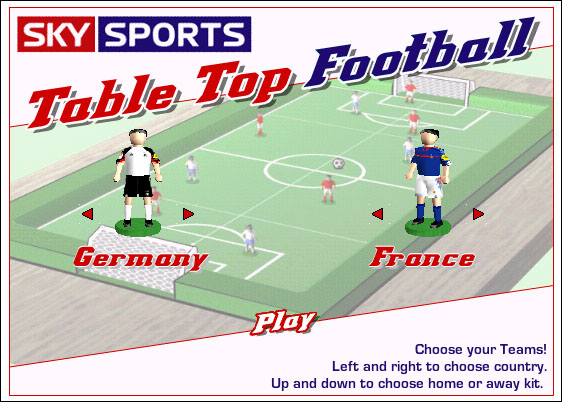 SKY SPORTS
Table Top Football
Germany
France
Play
Choose your Teams!
Left and right to choose country.
Up and down to choose home or away kit.